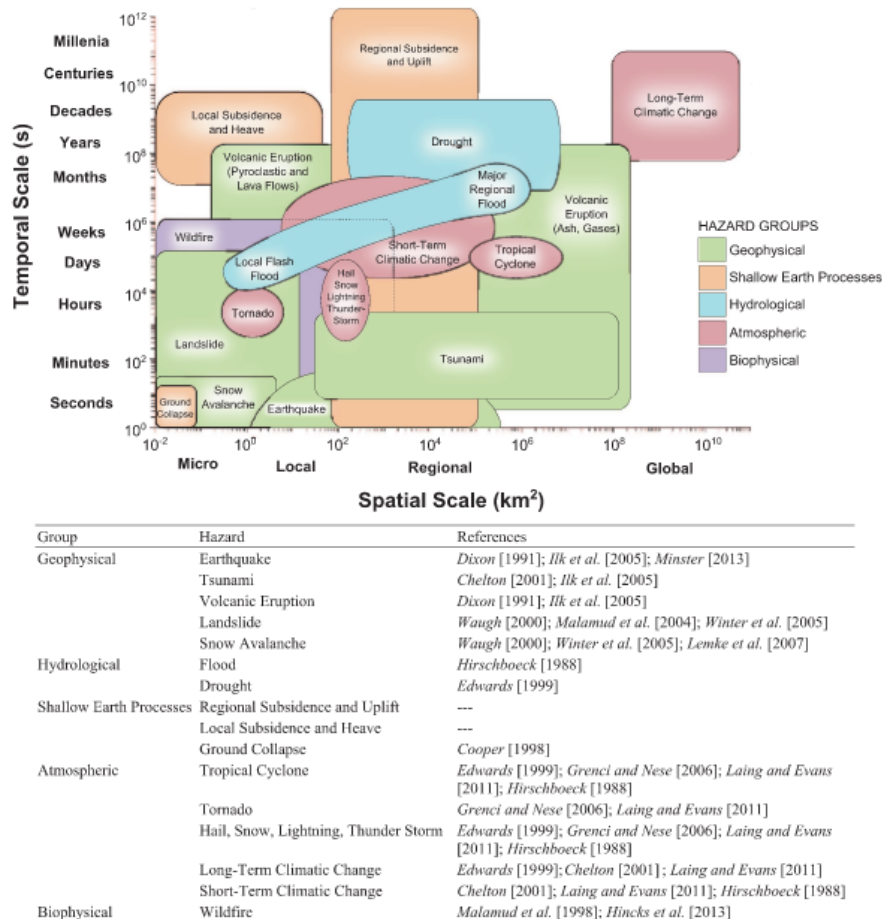 Temporal Scale (s)
Millenia
Centuries
Decades
Years
Months
Weeks
Days
Hours
Minutes
Seconds
10¹²
10¹⁰
10⁸
10⁶
10⁴
10²
10⁰
Regional Subsidence
and Uplift
Long-Term
Climatic Change
Local Subsidence
and Heave
Drought
Volcanic Eruption
(Pyroclastic and
Lava Flows)
Major
Regional
Flood
Volcanic
Eruption
(Ash, Gases)
Wildfire
Short-Term
Climatic Change
Tropical
Cyclone
Local Flash
Flood
Hail
Snow
Lightning
Thunder-
Storm
Tornado
Landslide
Tsunami
Snow
Avalanche
Ground
Collapse
Earthquake
HAZARD GROUPS
Geophysical
Shallow Earth Processes
Hydrological
Atmospheric
Biophysical
10⁻² 10⁰ 10² 10⁴ 10⁶ 10⁸ 10¹⁰
Micro Local Regional Global
Spatial Scale (km²)
Group Hazard References
Geophysical Earthquake Dixon [1991]; Ilk et al. [2005]; Minster [2013]
Tsunami Chelton [2001]; Ilk et al. [2005]
Volcanic Eruption Dixon [1991]; Ilk et al. [2005]
Landslide Waugh [2000]; Malamud et al. [2004]; Winter et al. [2005]
Snow Avalanche Waugh [2000]; Winter et al. [2005]; Lemke et al. [2007]
Hydrological Flood Hirschboeck [1988]
Drought Edwards [1999]
Shallow Earth Processes Regional Subsidence and Uplift ---
Local Subsidence and Heave ---
Ground Collapse Cooper [1998]
Atmospheric Tropical Cyclone Edwards [1999]; Grenci and Nese [2006]; Laing and Evans
[2011]; Hirschboeck [1988]
Tornado Grenci and Nese [2006]; Laing and Evans [2011]
Hail, Snow, Lightning, Thunder Storm Edwards [1999]; Grenci and Nese [2006]; Laing and Evans
[2011]; Hirschboeck [1988]
Long-Term Climatic Change Edwards [1999]; Chelton [2001]; Laing and Evans [2011]
Short-Term Climatic Change Chelton [2001]; Laing and Evans [2011]; Hirschboeck [1988]
Biophysical Wildfire Malamud et al. [1998]; Hincks et al. [2013]